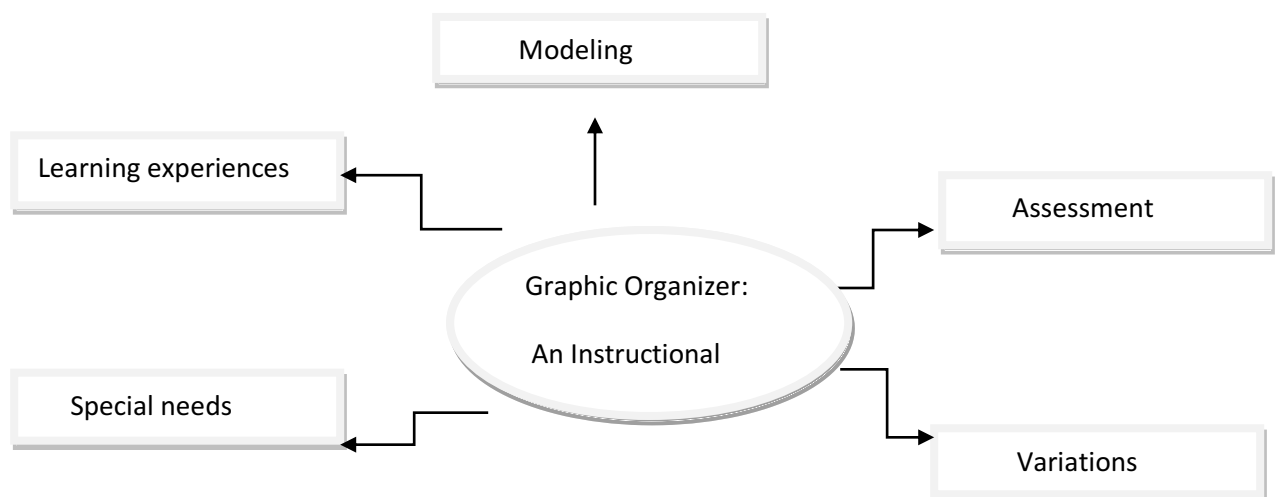 Modeling
Learning experiences
Assessment
Graphic Organizer:
An Instructional
Special needs
Variations